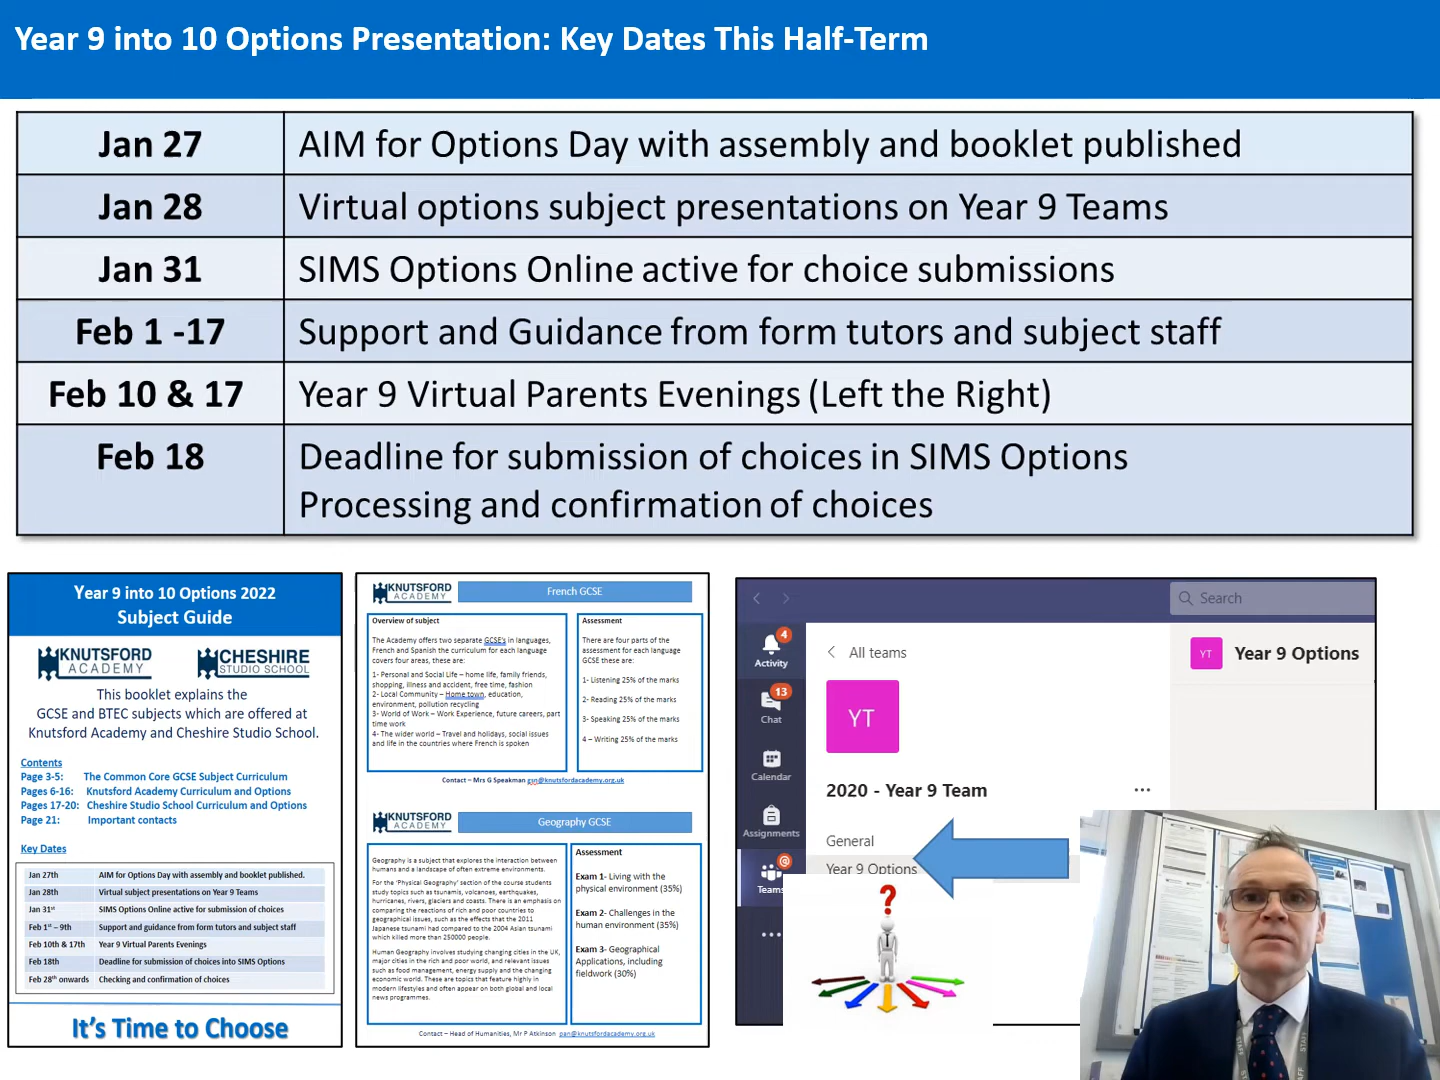 Year 9 into 10 Options Presentation: Key Dates This Half-Term
Jan 27 AIM for Options Day with assembly and booklet published
Jan 28 Virtual options subject presentations on Year 9 Teams
Jan 31 SIMS Options Online active for choice submissions
Feb 1 -17 Support and Guidance from form tutors and subject staff
Feb 10 & 17 Year 9 Virtual Parents Evenings (Left the Right)
Feb 18 Deadline for submission of choices in SIMS Options
Processing and confirmation of choices
Year 9 into 10 Options 2022
Subject Guide
KNUTSFORD
ACADEMY
CHESHIRE
STUDIO SCHOOL
This booklet explains the
GCSE and BTEC subjects which are offered at
Knutsford Academy and Cheshire Studio School.
Contents
Page 3-5: The Common Core GCSE Subject Curriculum
Pages 6-16: Knutsford Academy Curriculum and Options
Pages 17-20: Cheshire Studio School Curriculum and Options
Page 21: Important contacts
Key Dates
Jan 27th AIM for Options Day with assembly and booklet published.
Jan 28th Virtual subject presentations on Year 9 Teams
Jan 31st SIMS Options Online active for submission of choices
Feb 1st – 9th Support and guidance from form tutors and subject staff
Feb 10th & 17th Year 9 Virtual Parents Evenings
Feb 18th Deadline for submission of choices into SIMS Options
Feb 28th onwards Checking and confirmation of choices
It's Time to Choose
KNUTSFORD
ACADEMY
French GCSE
Overview of subject
The Academy offers two separate GCSE's in languages,
French and Spanish the curriculum for each language
covers four areas, these are:
1- Personal and Social Life – home life, family friends,
shopping, illness and accident, free time, fashion
2- Local Community – Home town, education,
environment, pollution recycling
3- World of Work – Work Experience, future careers, part
time work
4- The wider world – Travel and holidays, social issues
and life in the countries where French is spoken
Assessment
There are four parts of the
assessment for each language
GCSE these are:
1- Listening 25% of the marks
2- Reading 25% of the marks
3- Speaking 25% of the marks
4 – Writing 25% of the marks
Contact – Mrs G Speakman gsn@knutsfordacademy.org.uk
KNUTSFORD
ACADEMY
Geography GCSE
Geography is a subject that explores the interaction between
humans and a landscape of often extreme environments.
For the 'Physical Geography' section of the course students
study topics such as tsunamis, volcanoes, earthquakes,
hurricanes, rivers, glaciers and coasts. There is an emphasis on
comparing the reactions of rich and poor countries to
geographical issues, such as the effects that the 2011
Japanese tsunami had compared to the 2004 Asian tsunami
which killed more than 250000 people.
Human Geography involves studying changing cities in the UK,
major cities in the rich and poor world, and relevant issues
such as food management, energy supply and the changing
economic world. These are topics that feature highly in
modern lifestyles and often appear on both global and local
news programmes.
Assessment
Exam 1- Living with the
physical environment (35%)
Exam 2- Challenges in the
human environment (35%)
Exam 3- Geographical
Applications, including
fieldwork (30%)
Contact – Head of Humanities, Mr P Atkinson pan@knutsfordacademy.org.uk
Search
4
Activity
13
Chat
Calendar
Assignments
@
Teams
All teams
YT
2020 - Year 9 Team
General
Year 9 Options
YT
Year 9 Options
?